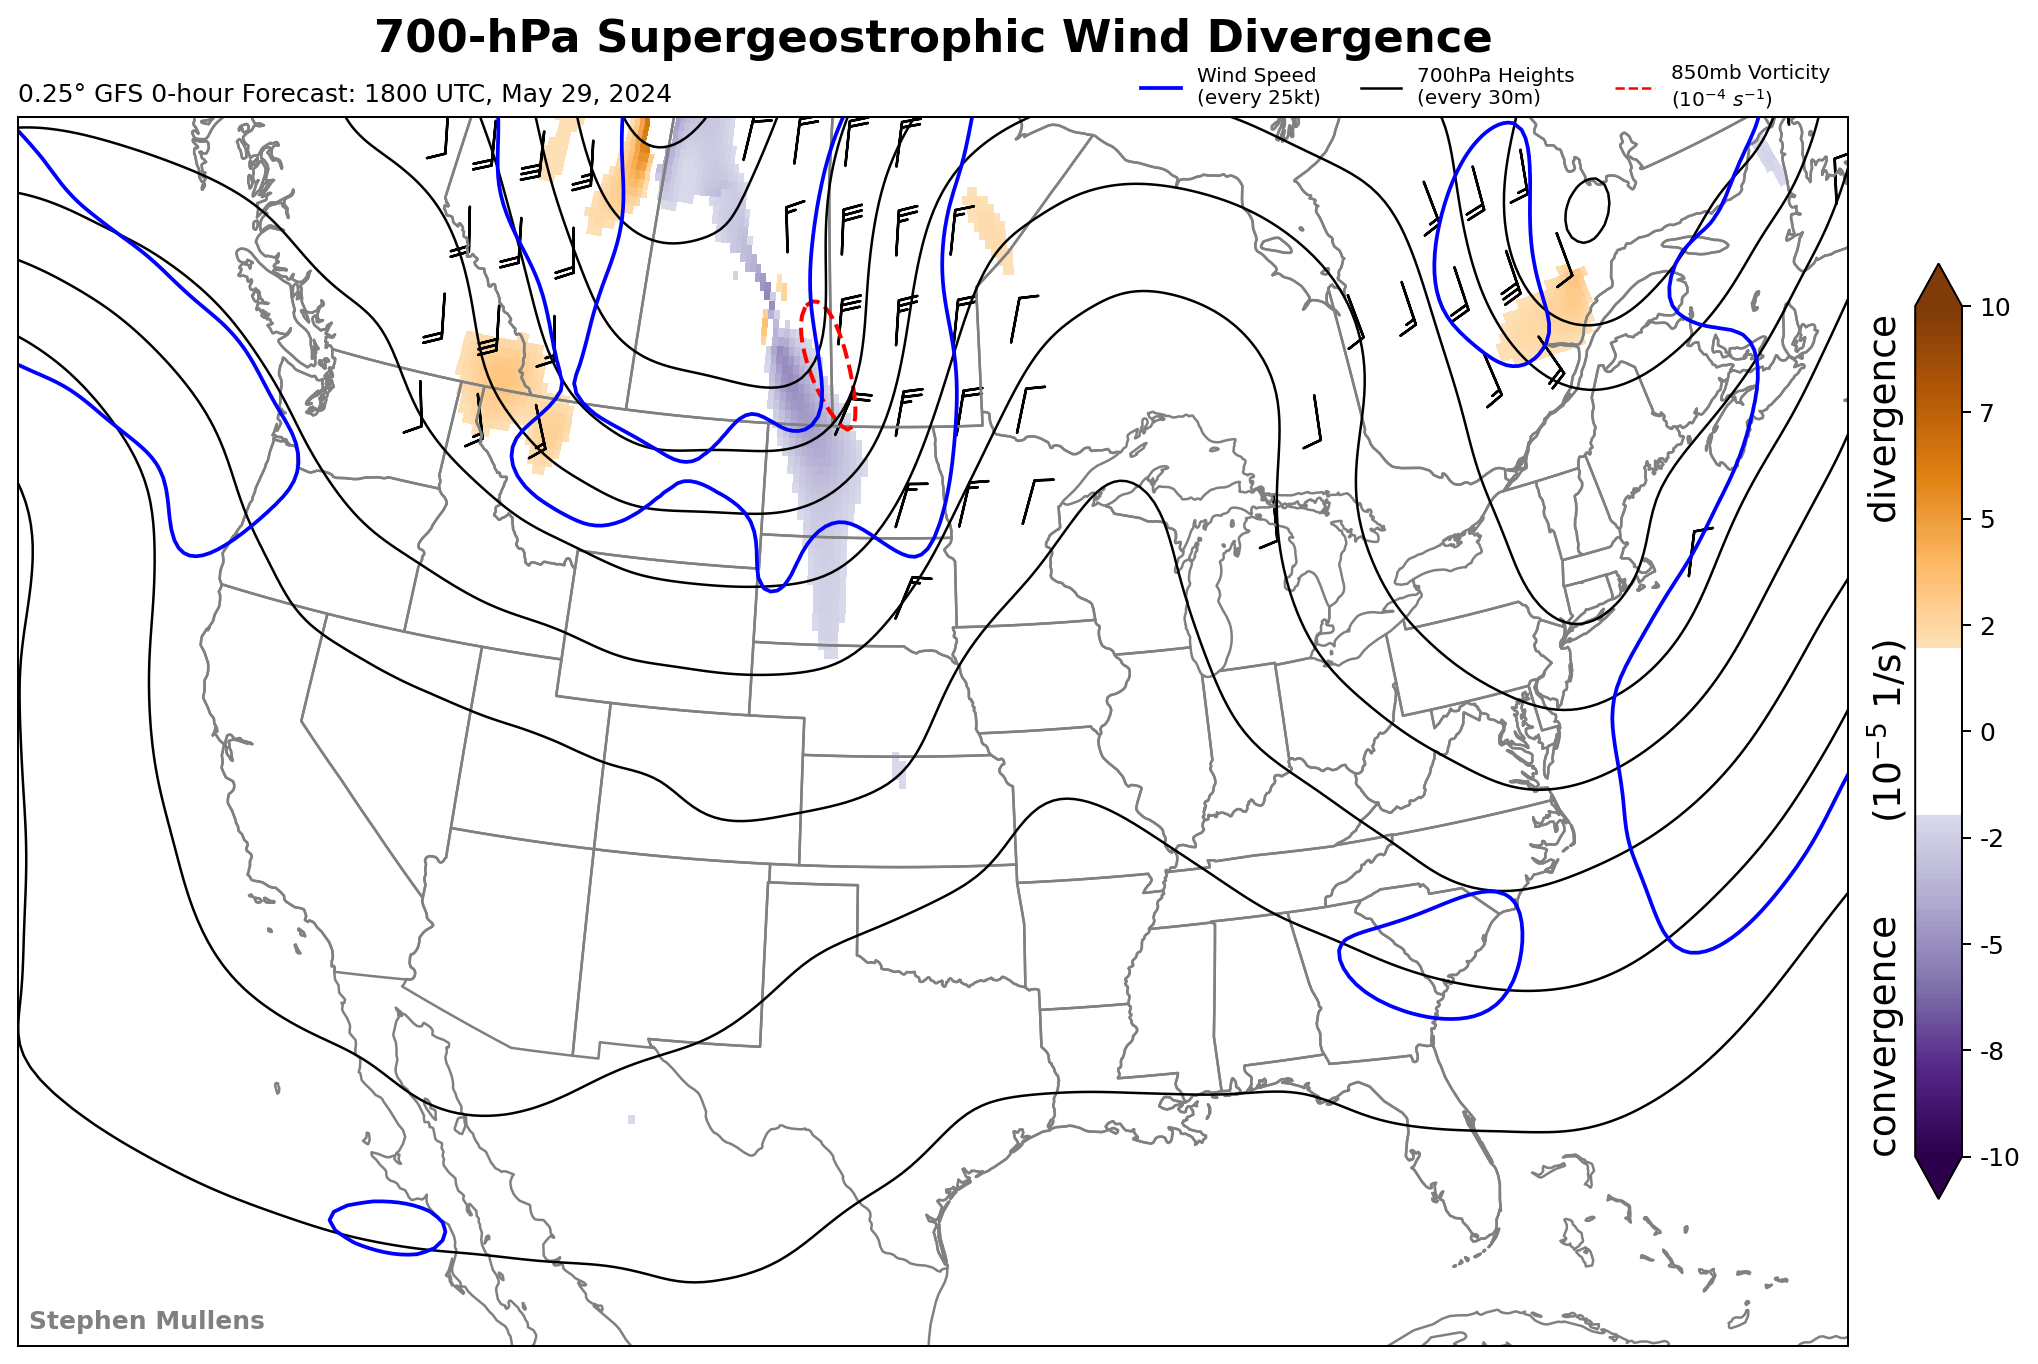 700-hPa Supergeostrophic Wind Divergence
0.25° GFS 0-hour Forecast: 1800 UTC, May 29, 2024
Wind Speed
(every 25kt)
700hPa Heights
(every 30m)
850mb Vorticity
(10⁻⁴ s⁻¹)
10
7
5
2
0
-2
-5
-8
-10
convergence (10⁻⁵ 1/s) divergence
Stephen Mullens